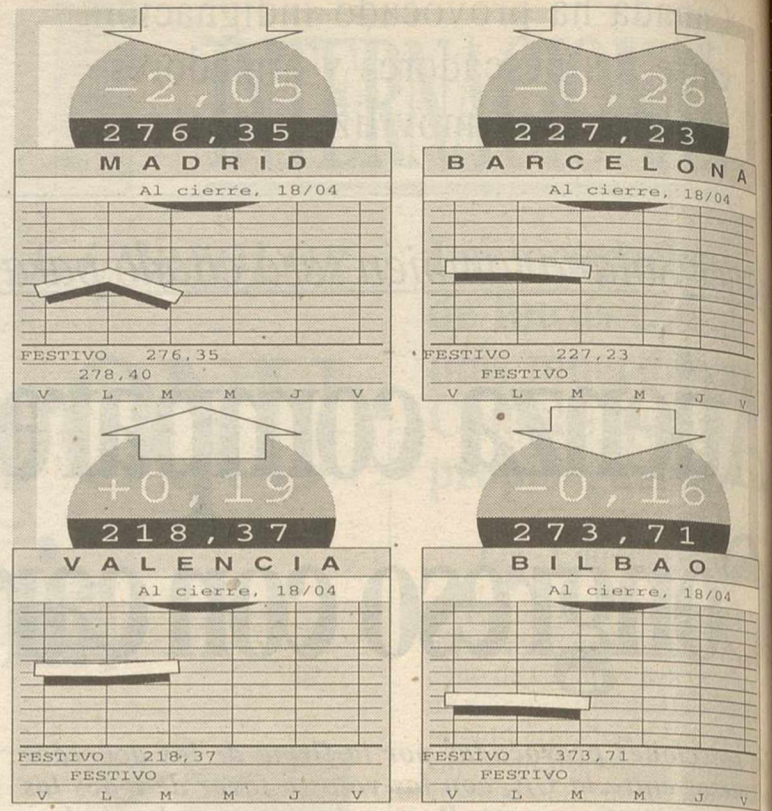 -2,05
276,35
MADRID
Al cierre, 18/04
FESTIVO 276,35
278,40
V L M M J V
-0,26
227,23
BARCELONA
Al cierre, 18/04
FESTIVO 227,23
FESTIVO
V L M M J V
+0,19
218,37
VALENCIA
Al cierre, 18/04
FESTIVO 218,37
FESTIVO
V L M M J V
-0,16
273,71
BILBAO
Al cierre, 18/04
FESTIVO 373,71
FESTIVO
V L M M J V